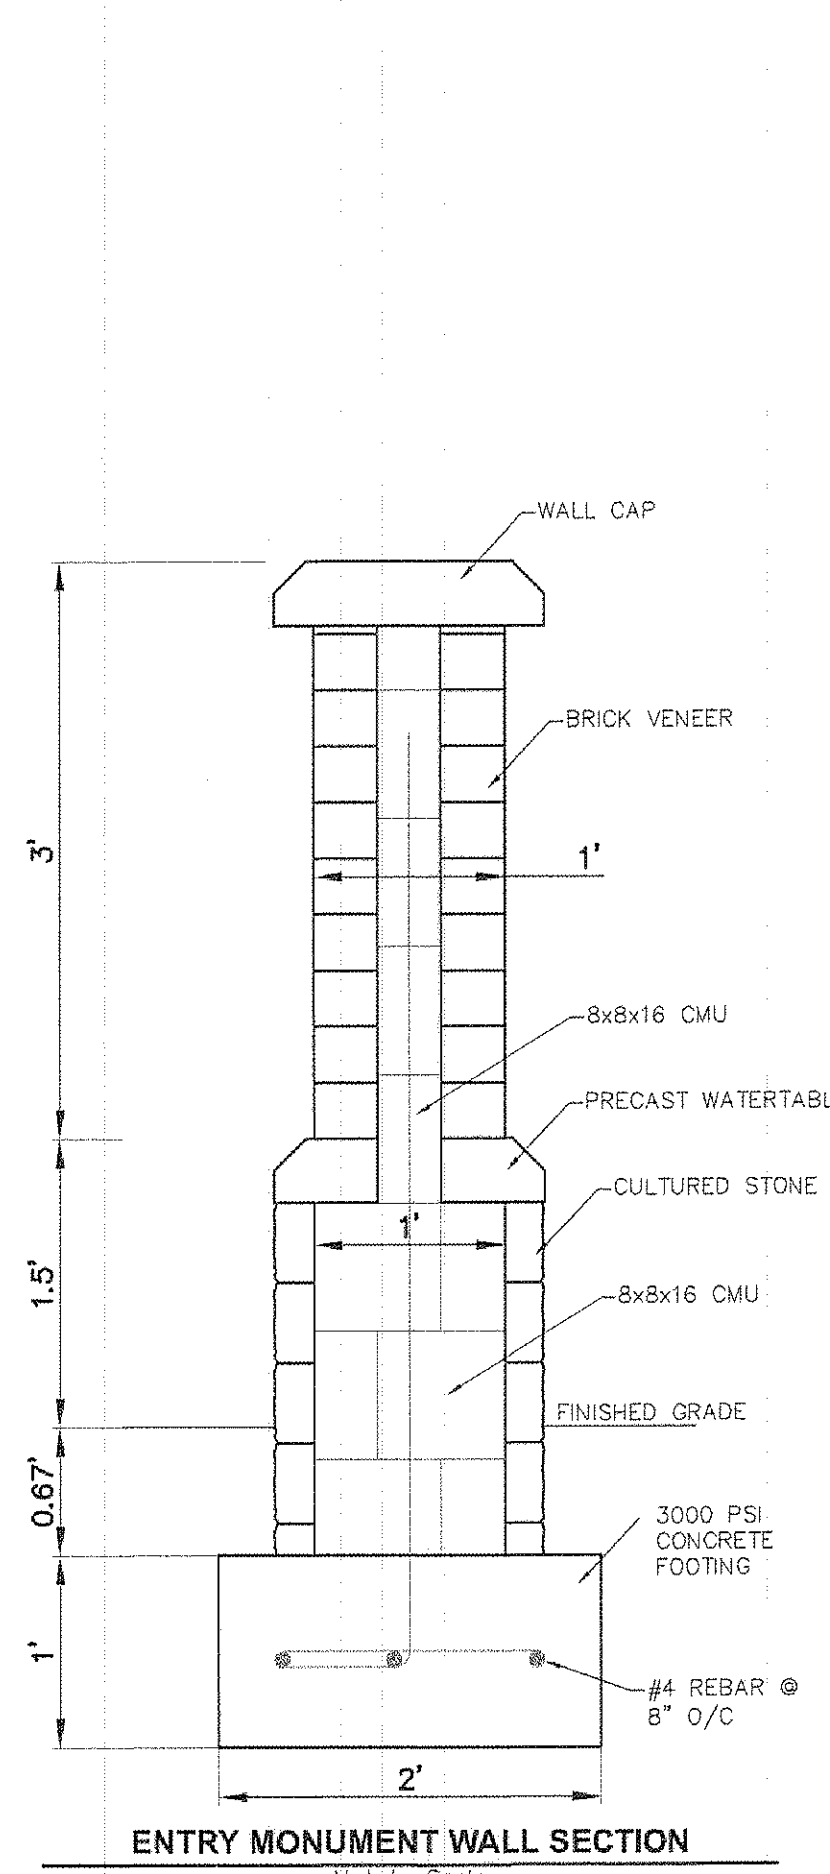 WALL CAP
BRICK VENEER
3'
1'
8x8x16 CMU
PRECAST WATERTABL
CULTURED STONE
1'
1.5'
8x8x16 CMU
FINISHED GRADE
0.67'
3000 PSI
CONCRETE
FOOTING
1'
#4 REBAR @
8" O/C
2'
ENTRY MONUMENT WALL SECTION